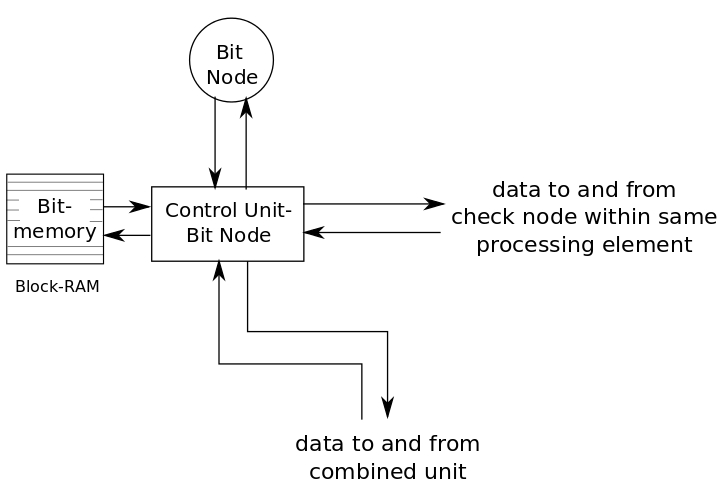 Bit
Node
Bit-
memory
Control Unit-
Bit Node
data to and from
check node within same
processing element
Block-RAM
data to and from
combined unit